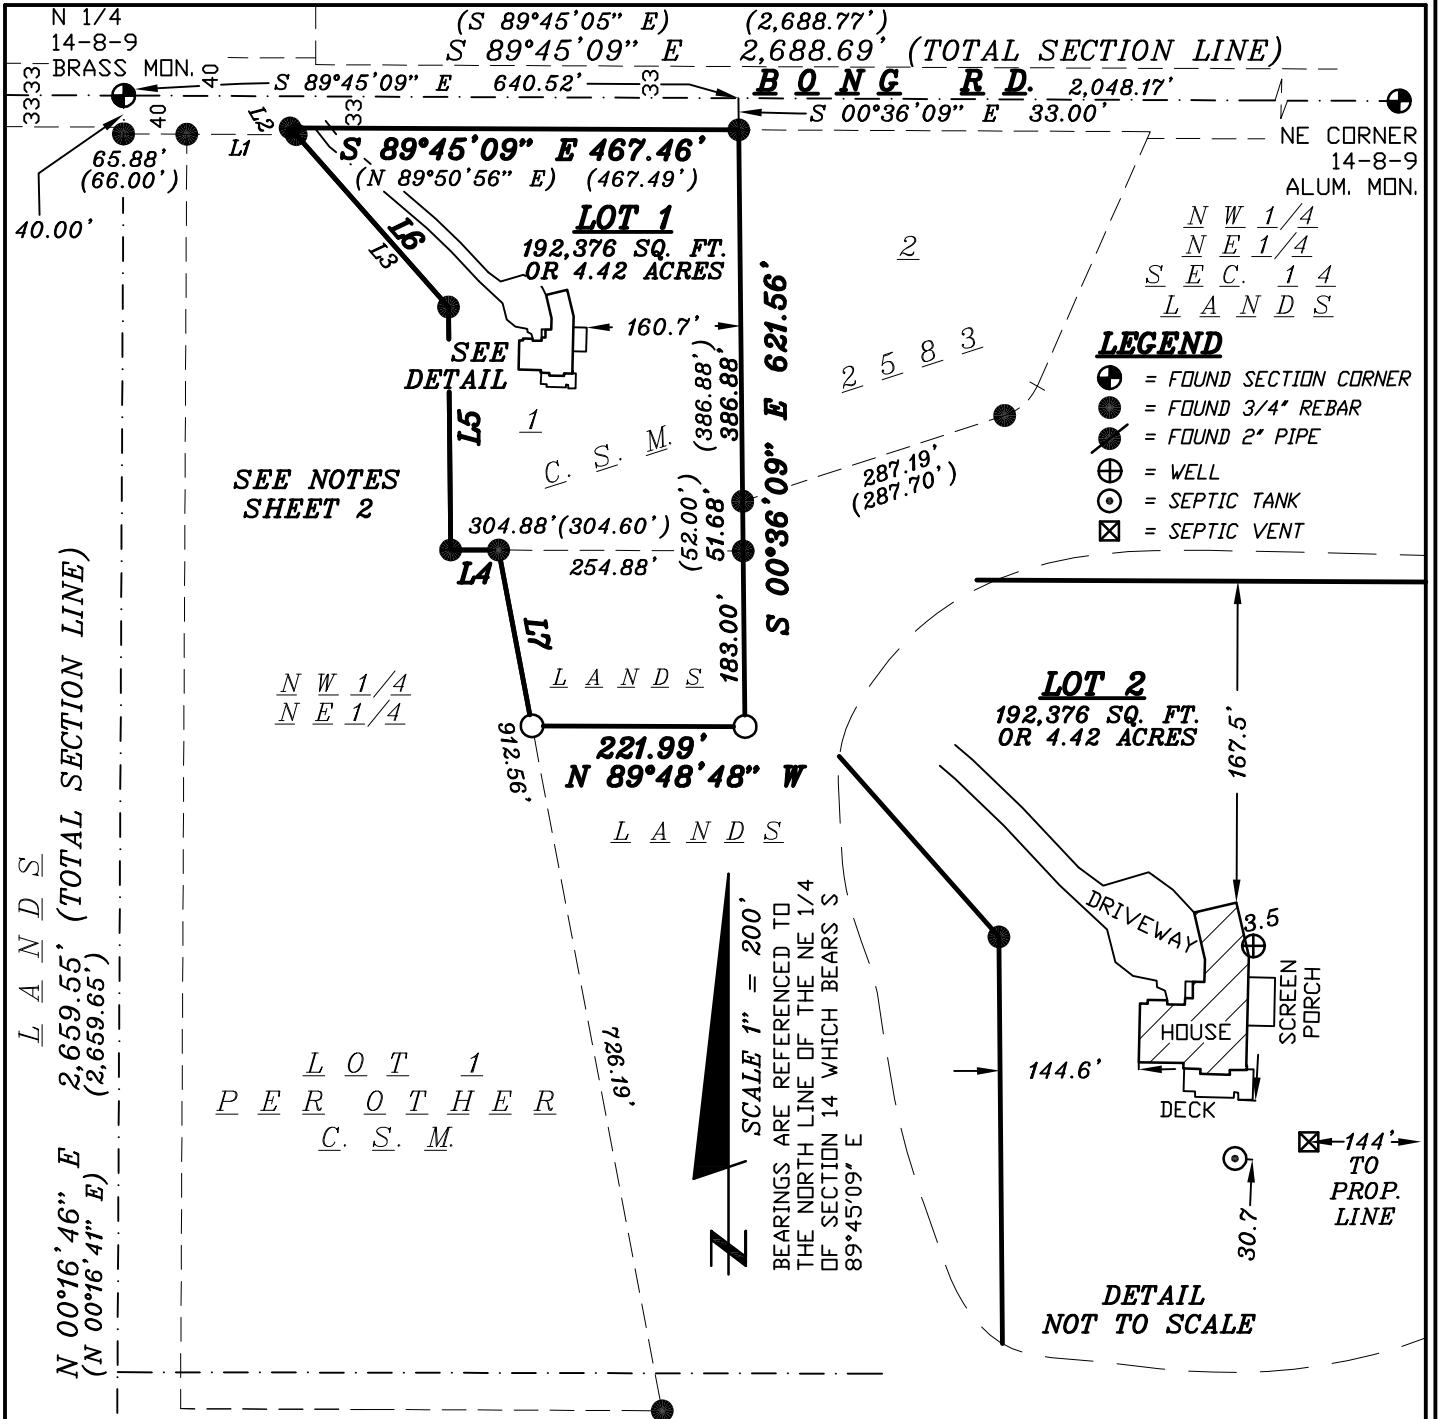 N 1/4
14-8-9
BRASS MON.
(S 89°45'05" E) (2,688.77')
S 89°45'09" E 2,688.69' (TOTAL SECTION LINE)
S 89°45'09" E 640.52'
BONG RD.
2,048.17'
S 00°36'09" E 33.00'
33
33
40
40
33
33
L2
L1
65.88'
(66.00')
40.00'
S 89°45'09" E 467.46'
(N 89°50'56" E) (467.49')
NE CORNER
14-8-9
ALUM. MON.
NW 1/4
NE 1/4
SEC. 14
LANDS
LOT 1
192,376 SQ. FT.
OR 4.42 ACRES
L6
L3
2
2583
160.7'
SEE
DETAIL
L5
1
C. S. M.
(386.88')
386.88'
S 00°36'09" E 621.56'
LEGEND
= FOUND SECTION CORNER
= FOUND 3/4" REBAR
= FOUND 2" PIPE
= WELL
= SEPTIC TANK
= SEPTIC VENT
287.19'
(287.70')
SEE NOTES
SHEET 2
304.88'(304.60')
(52.00')
51.68'
L4
254.88'
L7
183.00'
LANDS
NW 1/4
NE 1/4
912.56'
221.99'
N 89°48'48" W
LANDS
LOT 2
192,376 SQ. FT.
OR 4.42 ACRES
167.5'
LANDS
N 00°16'46" E 2,659.55' (TOTAL SECTION LINE)
(N 00°16'41" E) (2,659.65')
LOT 1
PER OTHER
C. S. M.
726.19'
SCALE 1" = 200'
N
BEARINGS ARE REFERENCED TO
THE NORTH LINE OF THE NE 1/4
OF SECTION 14 WHICH BEARS S
89°45'09" E
DRIVEWAY
3.5
SCREEN
PORCH
HOUSE
144.6'
DECK
144'
TO
PROP.
LINE
30.7
DETAIL
NOT TO SCALE